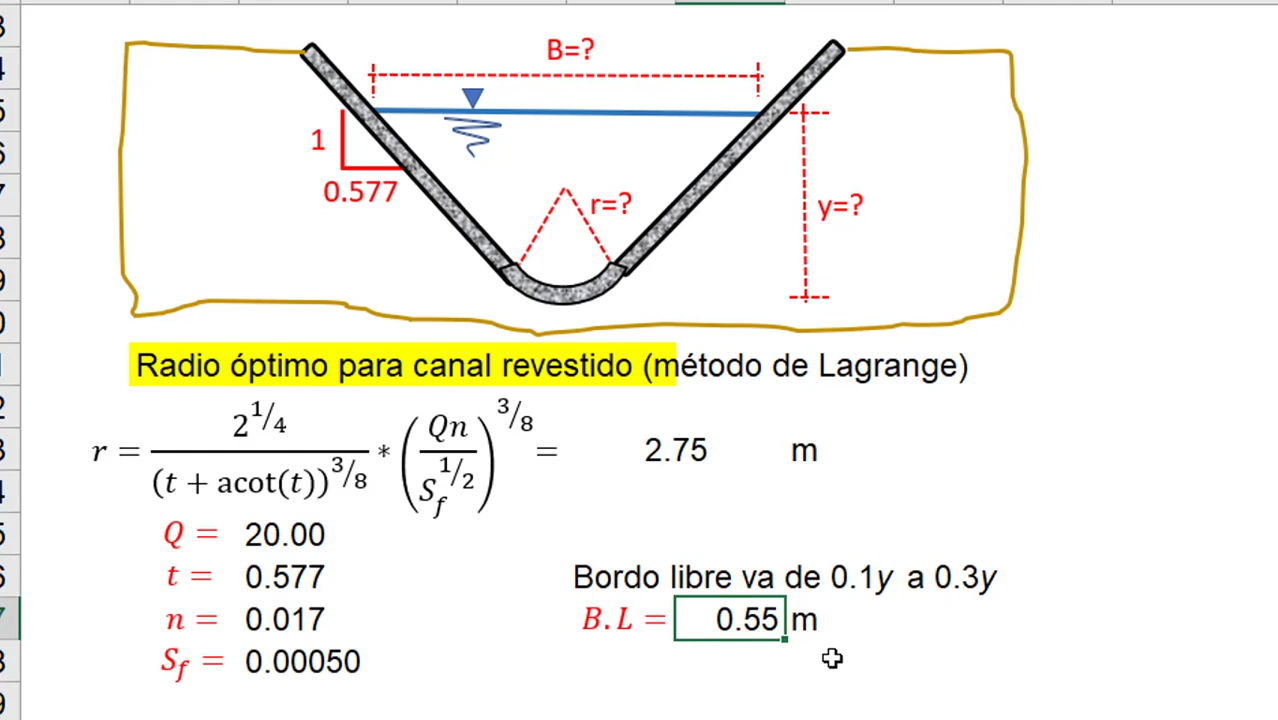 B=?
1
0.577
r=?
y=?
Radio óptimo para canal revestido (método de Lagrange)
r = 2^{1/4} / (t + acot(t))^{3/8} * (Qn / S_f^{1/2})^{3/8} = 2.75 m
Q = 20.00
t = 0.577
Bordo libre va de 0.1y a 0.3y
n = 0.017
B.L = 0.55 m
S_f = 0.00050